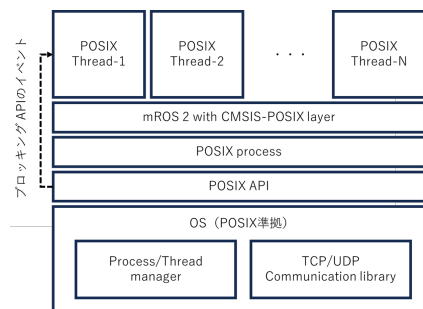 ブロッキングAPIのイベント
POSIX
Thread-1
POSIX
Thread-2
. . .
POSIX
Thread-N
mROS 2 with CMSIS-POSIX layer
POSIX process
POSIX API
OS（POSIX準拠）
Process/Thread
manager
TCP/UDP
Communication library